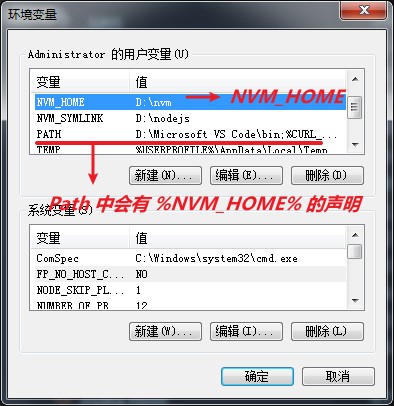 环境变量
Administrator 的用户变量(U)
变量 值
NVM_HOME D:\nvm
NVM_HOME
NVM_SYMLINK D:\nodejs
PATH D:\Microsoft VS Code\bin;%CURL_...
TEMP %USERPROFILE%\AppData\Local\Temp
新建(N)... 编辑(E)... 删除(D)
Path 中会有 %NVM_HOME% 的声明
系统变量(S)
变量 值
ComSpec C:\Windows\system32\cmd.exe
FP_NO_HOST_C... NO
NODE_SKIP_PL... 1
NUMBER_OF_PR... 12
新建(W)... 编辑(I)... 删除(L)
确定 取消